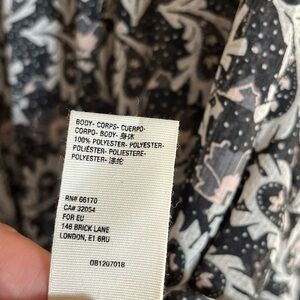 BODY- CORPS- CUERPO-
CORPO- BODY- 身体
100% POLYESTER- POLYESTER-
POLIÉSTER- POLIESTERE-
POLYESTER- 涤纶
RN# 66170
CA# 32054
FOR EU
146 BRICK LANE
LONDON, E1 6RU
OB1207018